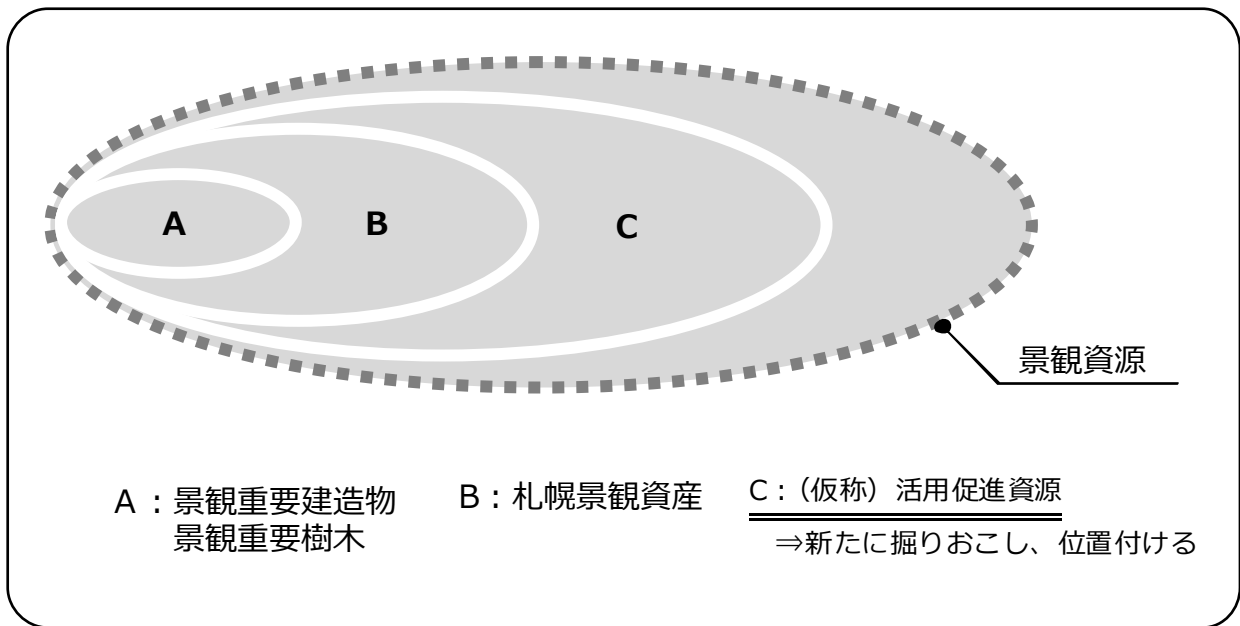 A
B
C
景観資源
A：景観重要建造物
景観重要樹木
B：札幌景観資産
C：（仮称）活用促進資源
⇒新たに掘りおこし、位置付ける